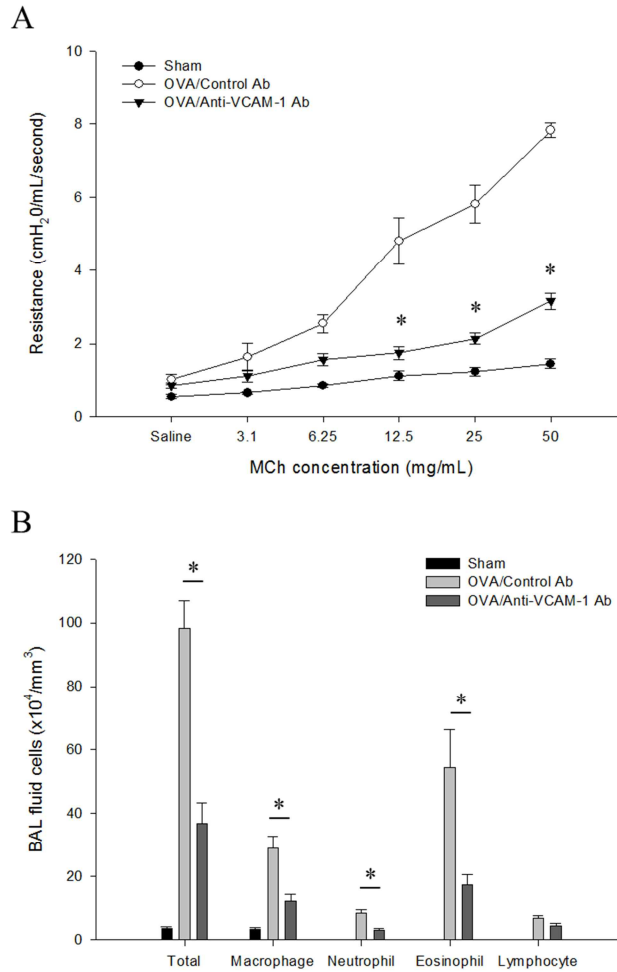 A
Sham
OVA/Control Ab
OVA/Anti-VCAM-1 Ab
10
8
6
4
2
0
Resistance (cmH₂0/mL/second)
*
*
*
Saline 3.1 6.25 12.5 25 50
MCh concentration (mg/mL)
B
Sham
OVA/Control Ab
OVA/Anti-VCAM-1 Ab
120
100
80
60
40
20
0
BAL fluid cells (x10⁴/mm³)
*
*
*
*
Total Macrophage Neutrophil Eosinophil Lymphocyte